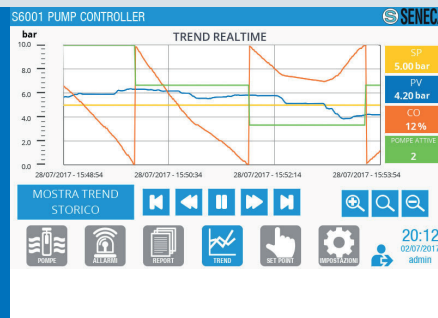 S6001 PUMP CONTROLLER
SENECA
bar
TREND REALTIME
10.0
8.0
6.0
4.0
2.0
0.0
28/07/2017 - 15:48:54
28/07/2017 - 15:50:34
28/07/2017 - 15:52:14
28/07/2017 - 15:53:54
SP
5.00 bar
PV
4.20 bar
CO
12 %
POMPE ATTIVE
2
MOSTRA TREND
STORICO
POMPE
ALLARMI
REPORT
TREND
SET POINT
IMPOSTAZIONI
20:12
02/07/2017
admin